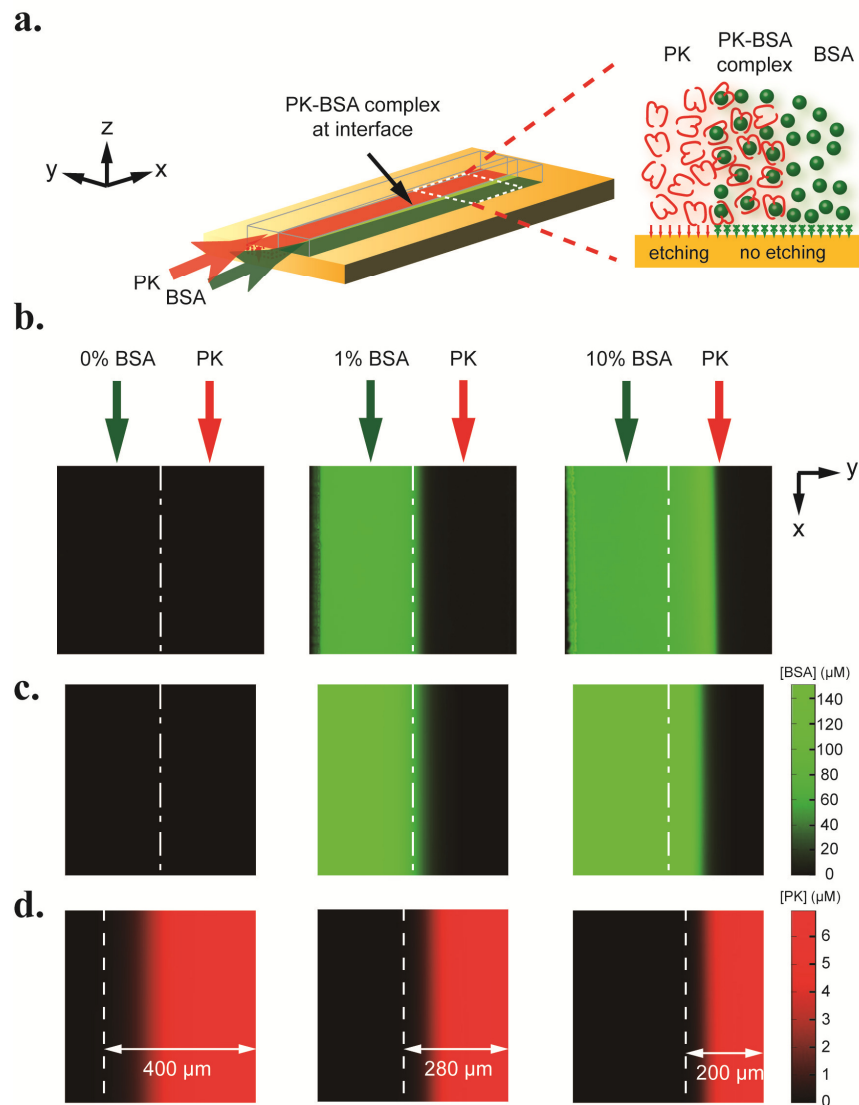 a.
PK
PK-BSA
complex
BSA
PK-BSA complex
at interface
z
y
x
etching
no etching
PK
BSA
b.
0% BSA
PK
1% BSA
PK
10% BSA
PK
y
x
c.
[BSA] (µM)
140
120
100
80
60
40
20
0
d.
[PK] (µM)
6
5
4
3
2
1
0
400 µm
280 µm
200 µm